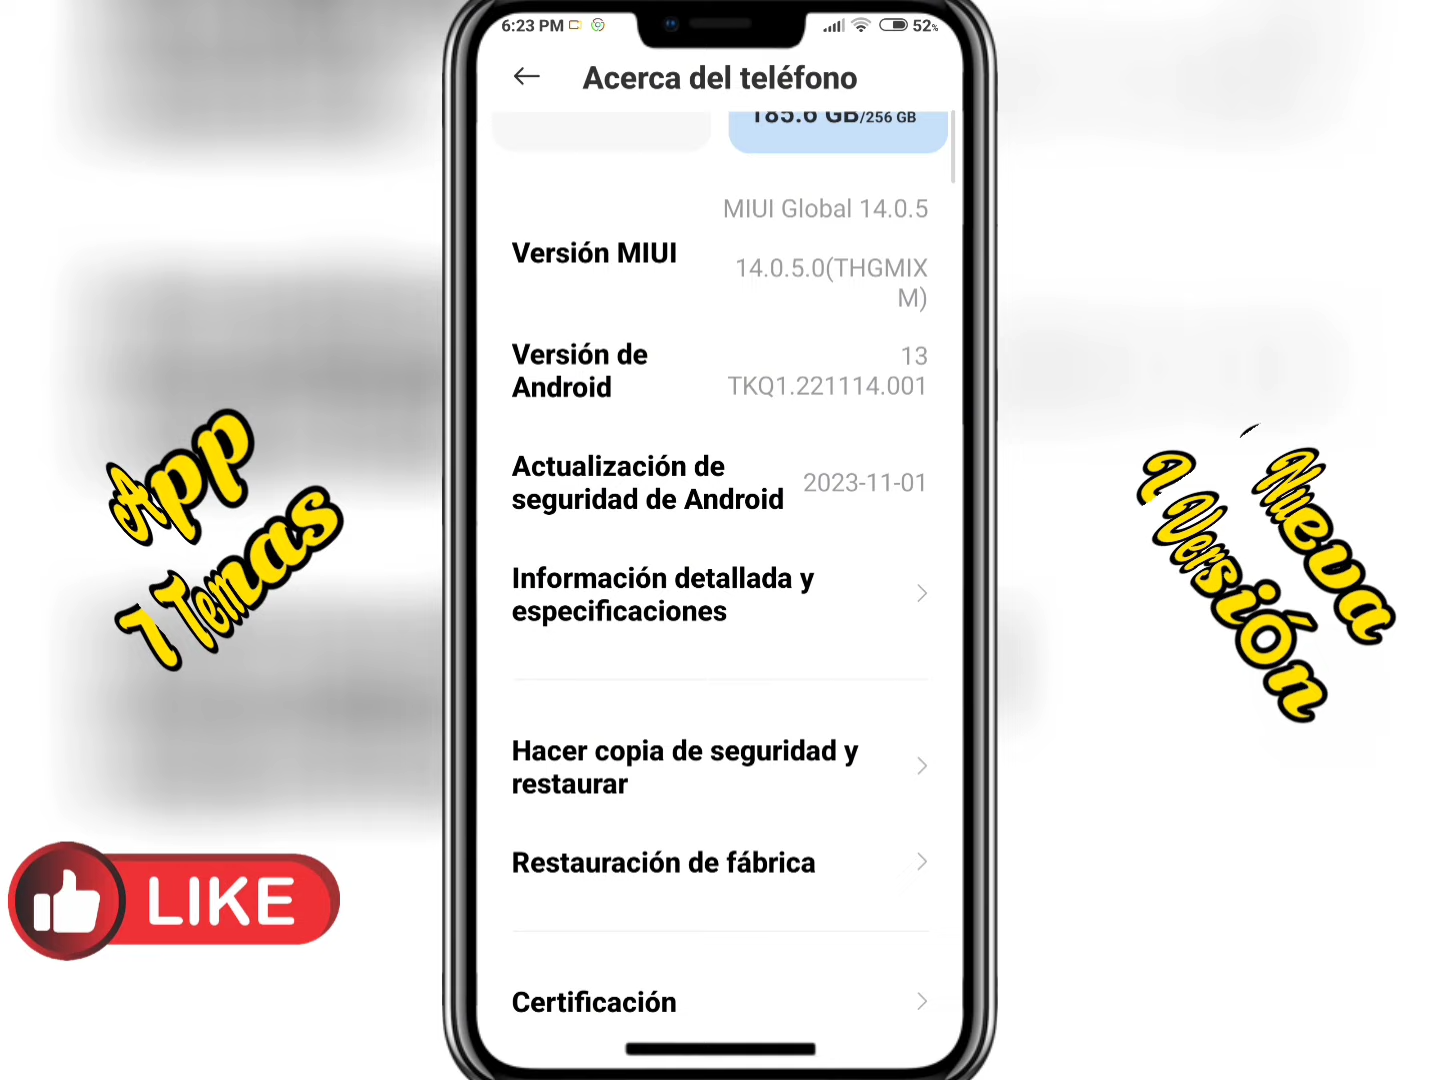 6:23 PM
52%
Acerca del teléfono
185.6 GB/256 GB
MIUI Global 14.0.5
Versión MIUI
14.0.5.0(THGMIX
M)
Versión de
Android
13
TKQ1.221114.001
Actualización de
seguridad de Android
2023-11-01
Información detallada y
especificaciones
Hacer copia de seguridad y
restaurar
Restauración de fábrica
Certificación
App
7 Temas
Nueva
Versión
LIKE